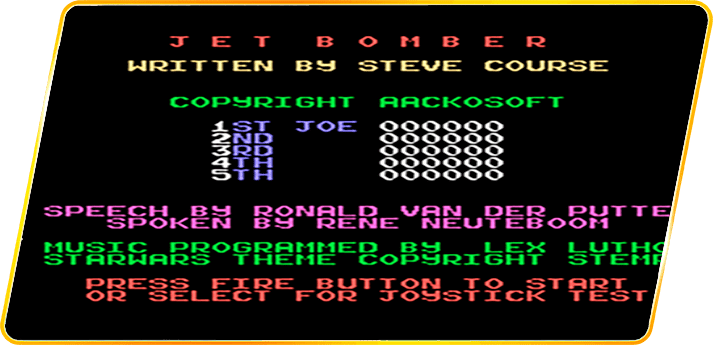 JET BOMBER
WRITTEN BY STEVE COURSE
COPYRIGHT AACKOSOFT
1ST JOE 000000
2ND 000000
3RD 000000
4TH 000000
5TH 000000
SPEECH BY RONALD VAN DER PUTTE
SPOKEN BY RENE NEUTEBOOM
MUSIC PROGRAMMED BY LEX
STARWARS THEME COPYRIGHT
PRESS FIRE BUTTON TO START
OR SELECT FOR JOYSTICK TEST